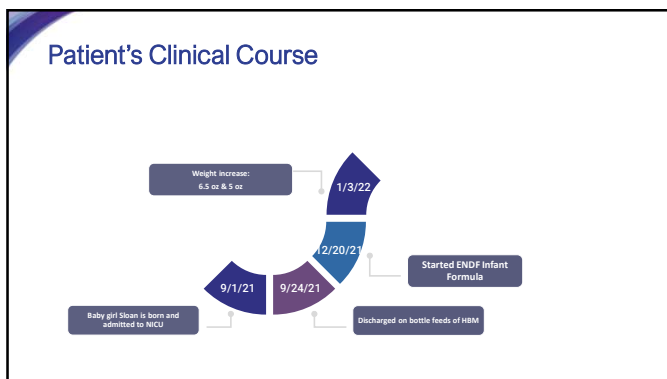 Patient's Clinical Course
Weight increase:
6.5 oz & 5 oz
1/3/22
12/20/21
Started ENDF Infant
Formula
9/1/21
9/24/21
Baby girl Sloan is born and
admitted to NICU
Discharged on bottle feeds of HBM